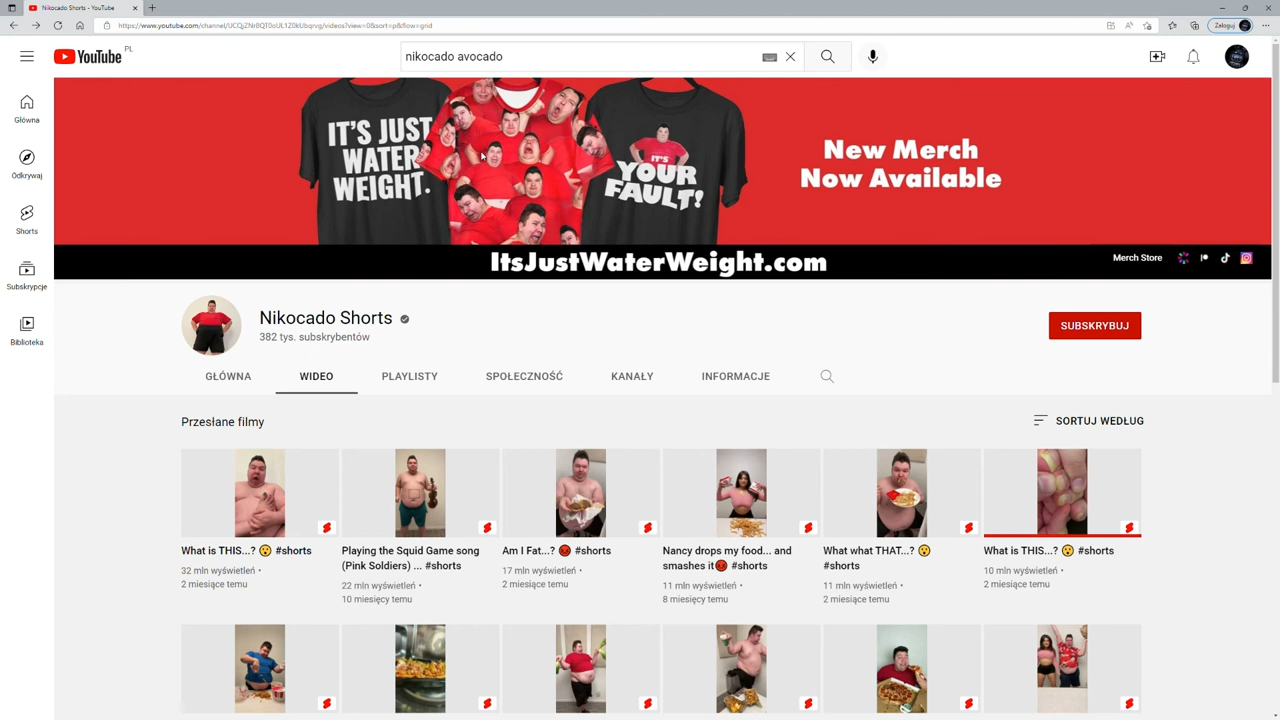 Nikocado Shorts - YouTube
https://www.youtube.com/channel/UCQjZNrBQT0oUL1Z0kUbqrvg/videos?view=0&sort=p&flow=grid
Zaloguj
YouTube PL
nikocado avocado
Główna
Odkrywaj
Shorts
Subskrypcje
Biblioteka
IT'S JUST
WATER
WEIGHT.
IT'S
YOUR
FAULT!
New Merch
Now Available
ItsJustWaterWeight.com
Merch Store
Nikocado Shorts
382 tys. subskrybentów
SUBSKRYBUJ
GŁÓWNA WIDEO PLAYLISTY SPOŁECZNOŚĆ KANAŁY INFORMACJE
Przesłane filmy
SORTUJ WEDŁUG
What is THIS...? 😯 #shorts
32 mln wyświetleń •
2 miesiące temu
Playing the Squid Game song
(Pink Soldiers) ... #shorts
22 mln wyświetleń •
10 miesięcy temu
Am I Fat...? 😡 #shorts
17 mln wyświetleń •
2 miesiące temu
Nancy drops my food... and
smashes it😡 #shorts
11 mln wyświetleń •
8 miesięcy temu
What what THAT...? 😯
#shorts
11 mln wyświetleń •
2 miesiące temu
What is THIS...? 😯 #shorts
10 mln wyświetleń •
2 miesiące temu